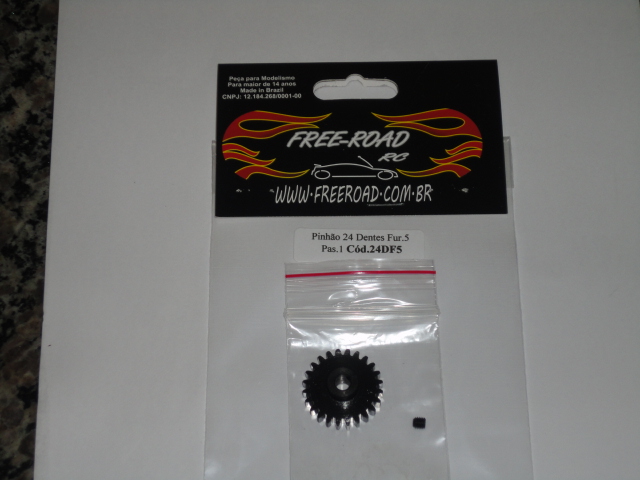 Peça para Modelismo
Para maior de 14 anos
Made in Brazil
CNPJ: 12.184.268/0001-00
FREE-ROAD
RC
WWW.FREEROAD.COM.BR
Pinhão 24 Dentes Fur.5
Pas.1 Cód.24DF5